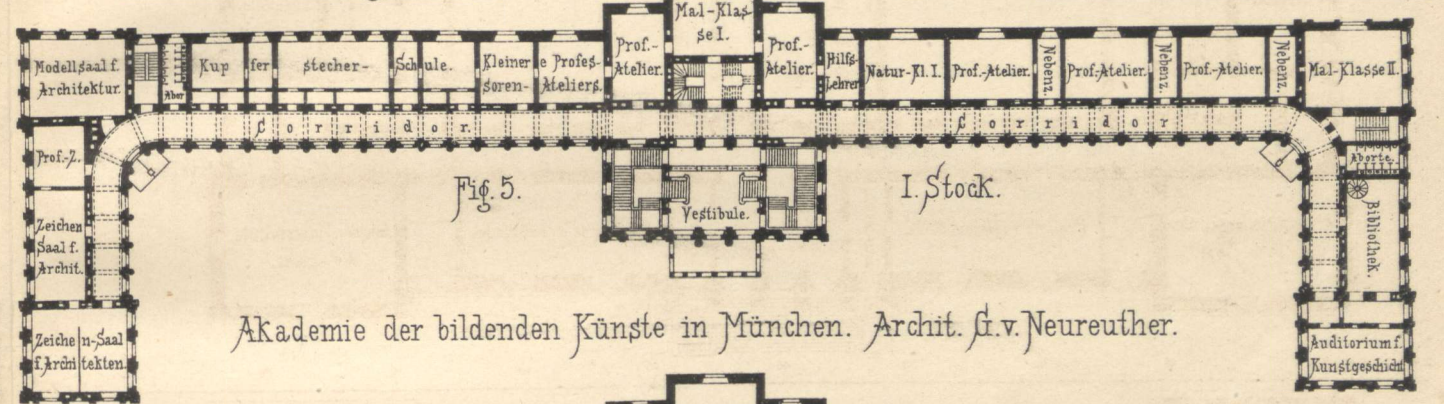 Mal-Klas
se I.
Modellsaal f.
Architektur.
Abor
Kup fer stecher- Schule.
Kleiner
soren-
e Profes-
Ateliers.
Prof.-
Atelier.
Prof.-
Atelier.
Hilfs-
Lehrer
Natur-Kl. I.
Prof.-Atelier.
Nebenz.
Prof.-Atelier.
Nebenz.
Prof.-Atelier.
Nebenz.
Mal-Klasse II.
Corridor.
Corridor
Prof.-Z.
Aborte.
Zeichen
Saal f.
Archit.
Fig. 5.
Vestibule.
I. Stock.
Bibliothek.
Akademie der bildenden Künste in München. Archit. G. v. Neureuther.
Zeiche n-Saal
f. Archi tekten.
Auditorium f.
Kunstgeschicht